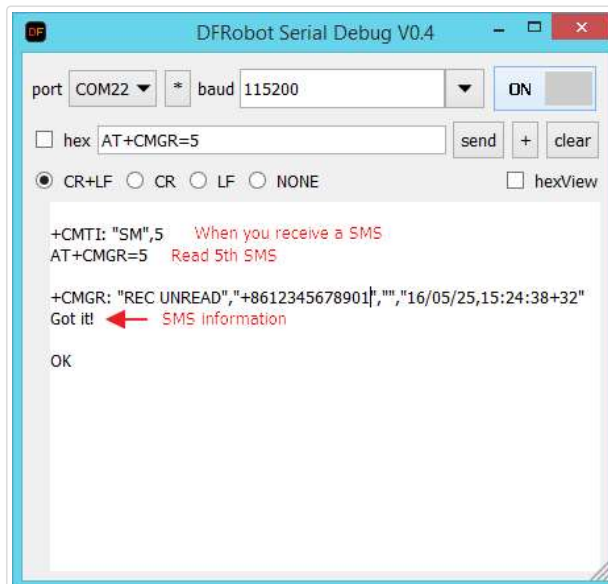 DF
DFRobot Serial Debug V0.4
port COM22 * baud 115200 ON
hex AT+CMGR=5 send + clear
CR+LF CR LF NONE hexView
+CMTI: "SM",5 When you receive a SMS
AT+CMGR=5 Read 5th SMS
+CMGR: "REC UNREAD","+8612345678901","","16/05/25,15:24:38+32"
Got it! SMS information
OK